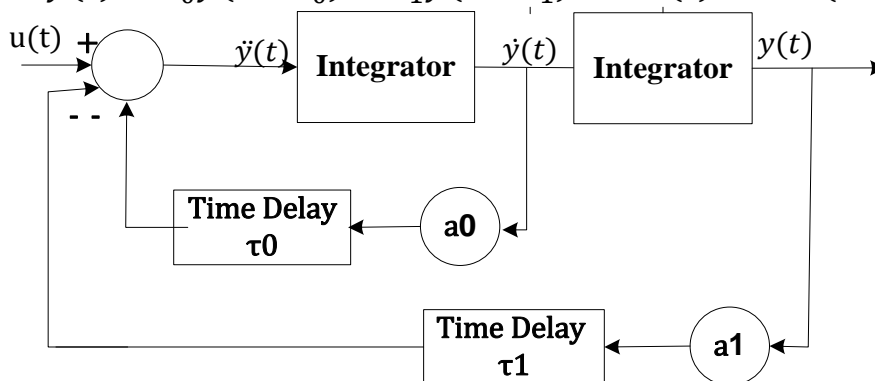 u(t) + ÿ(t) Integrator ẏ(t) Integrator y(t)
- -
Time Delay
τ0
a0
Time Delay
τ1
a1